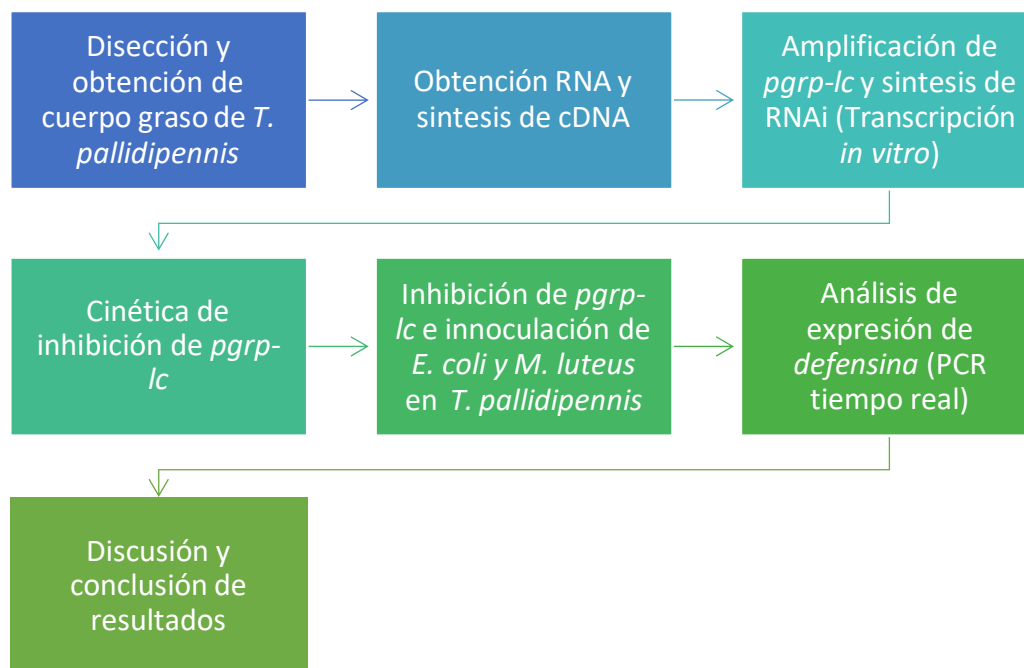 Disección y
obtención de
cuerpo graso de T.
pallidipennis
Obtención RNA y
sintesis de cDNA
Amplificación de
pgrp-lc y sintesis de
RNAi (Transcripción
in vitro)
Cinética de
inhibición de pgrp-
lc
Inhibición de pgrp-
lc e innoculación de
E. coli y M. luteus
en T. pallidipennis
Análisis de
expresión de
defensina (PCR
tiempo real)
Discusión y
conclusión de
resultados